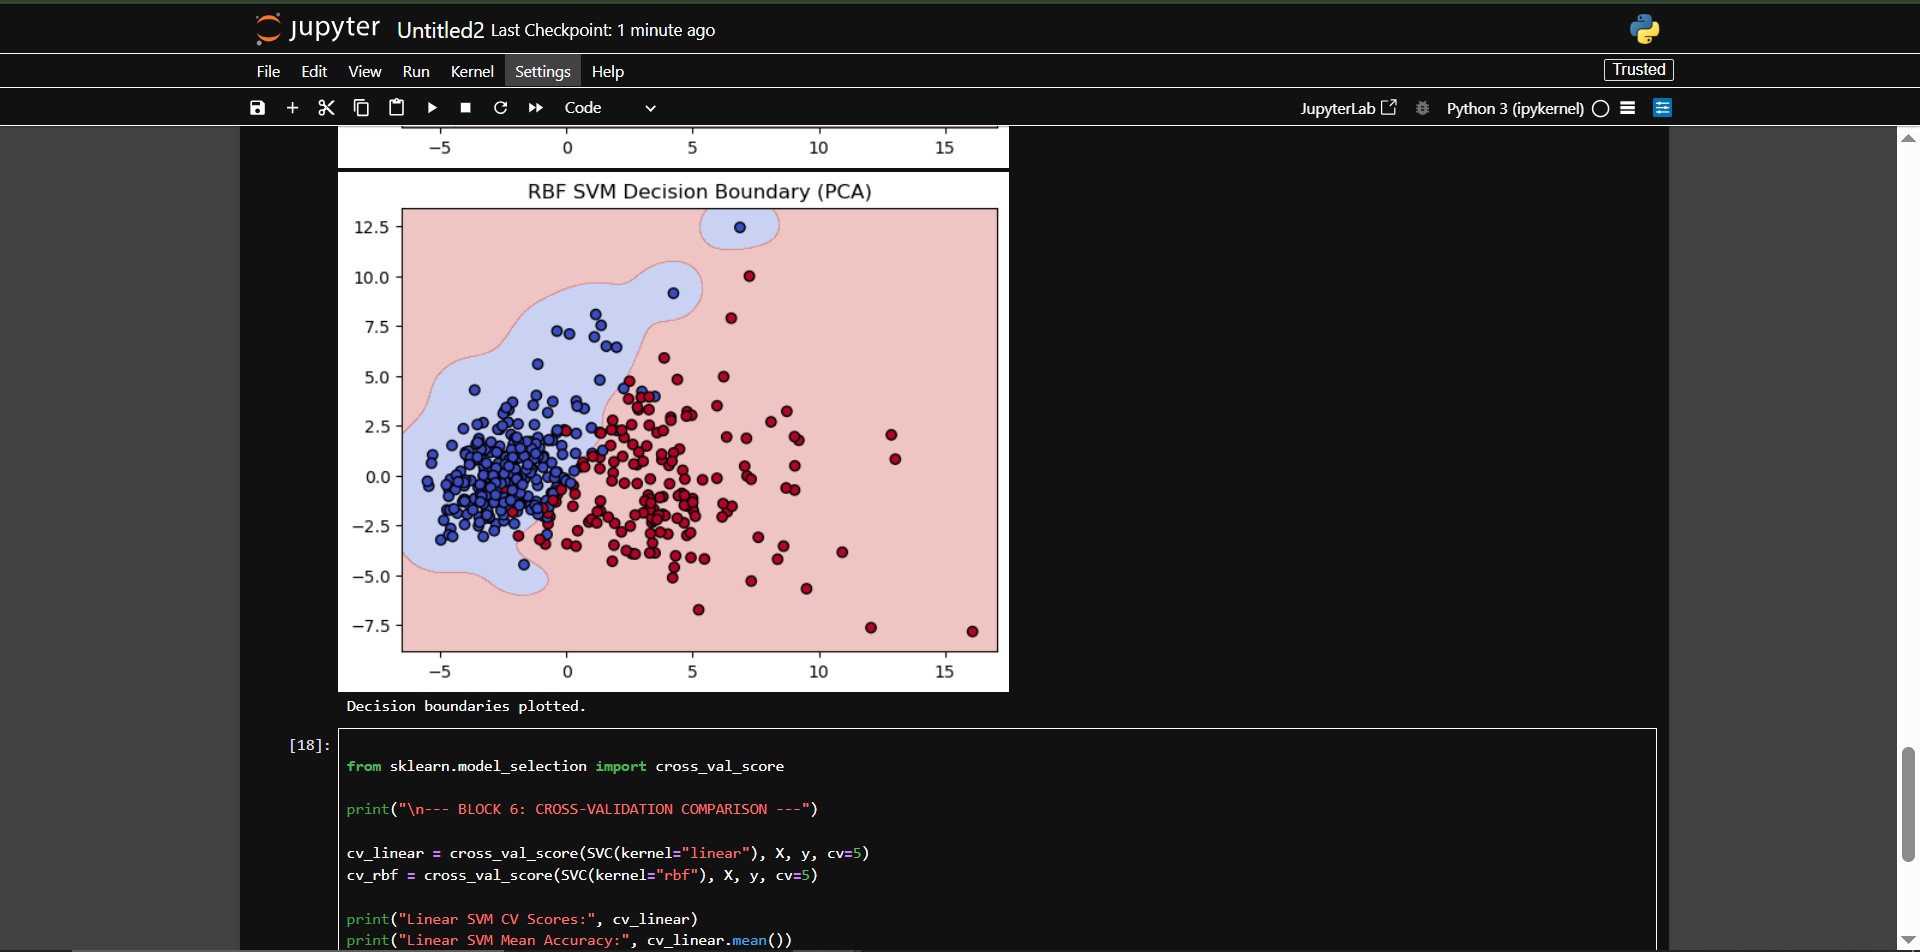 jupyter Untitled2 Last Checkpoint: 1 minute ago
File Edit View Run Kernel Settings Help
Trusted
Code
JupyterLab
Python 3 (ipykernel)
−5 0 5 10 15
RBF SVM Decision Boundary (PCA)
12.5
10.0
7.5
5.0
2.5
0.0
−2.5
−5.0
−7.5
−5 0 5 10 15
Decision boundaries plotted.
[18]:
from sklearn.model_selection import cross_val_score
print("\n--- BLOCK 6: CROSS-VALIDATION COMPARISON ---")
cv_linear = cross_val_score(SVC(kernel="linear"), X, y, cv=5)
cv_rbf = cross_val_score(SVC(kernel="rbf"), X, y, cv=5)
print("Linear SVM CV Scores:", cv_linear)
print("Linear SVM Mean Accuracy:", cv_linear.mean())